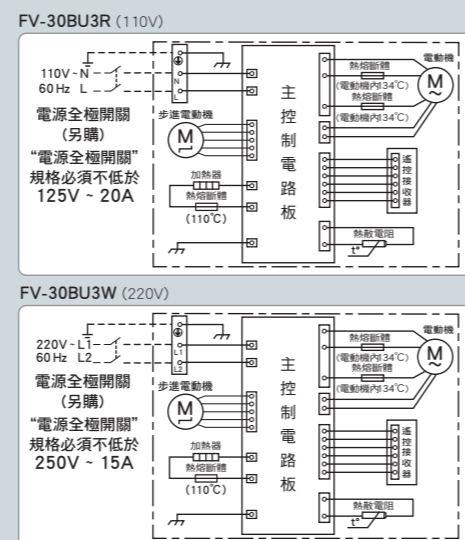 FV-30BU3R (110V)
110V~N
60 Hz L
N
L
電源全極開關
(另購)
“電源全極開關”
規格必須不低於
125V ~ 20A
步進電動機
M
加熱器
熱熔斷體
(110℃)
主控制電路板
熱熔斷體
(電動機內134℃)
熱熔斷體
(電動機內134℃)
電動機
M
~
遙控接收器
熱敵電阻
t°
FV-30BU3W (220V)
220V~L1
60 Hz L2
L1
L2
電源全極開關
(另購)
“電源全極開關”
規格必須不低於
250V ~ 15A
步進電動機
M
加熱器
熱熔斷體
(110℃)
主控制電路板
熱熔斷體
(電動機內134℃)
熱熔斷體
(電動機內134℃)
電動機
M
~
遙控接收器
熱敵電阻
t°